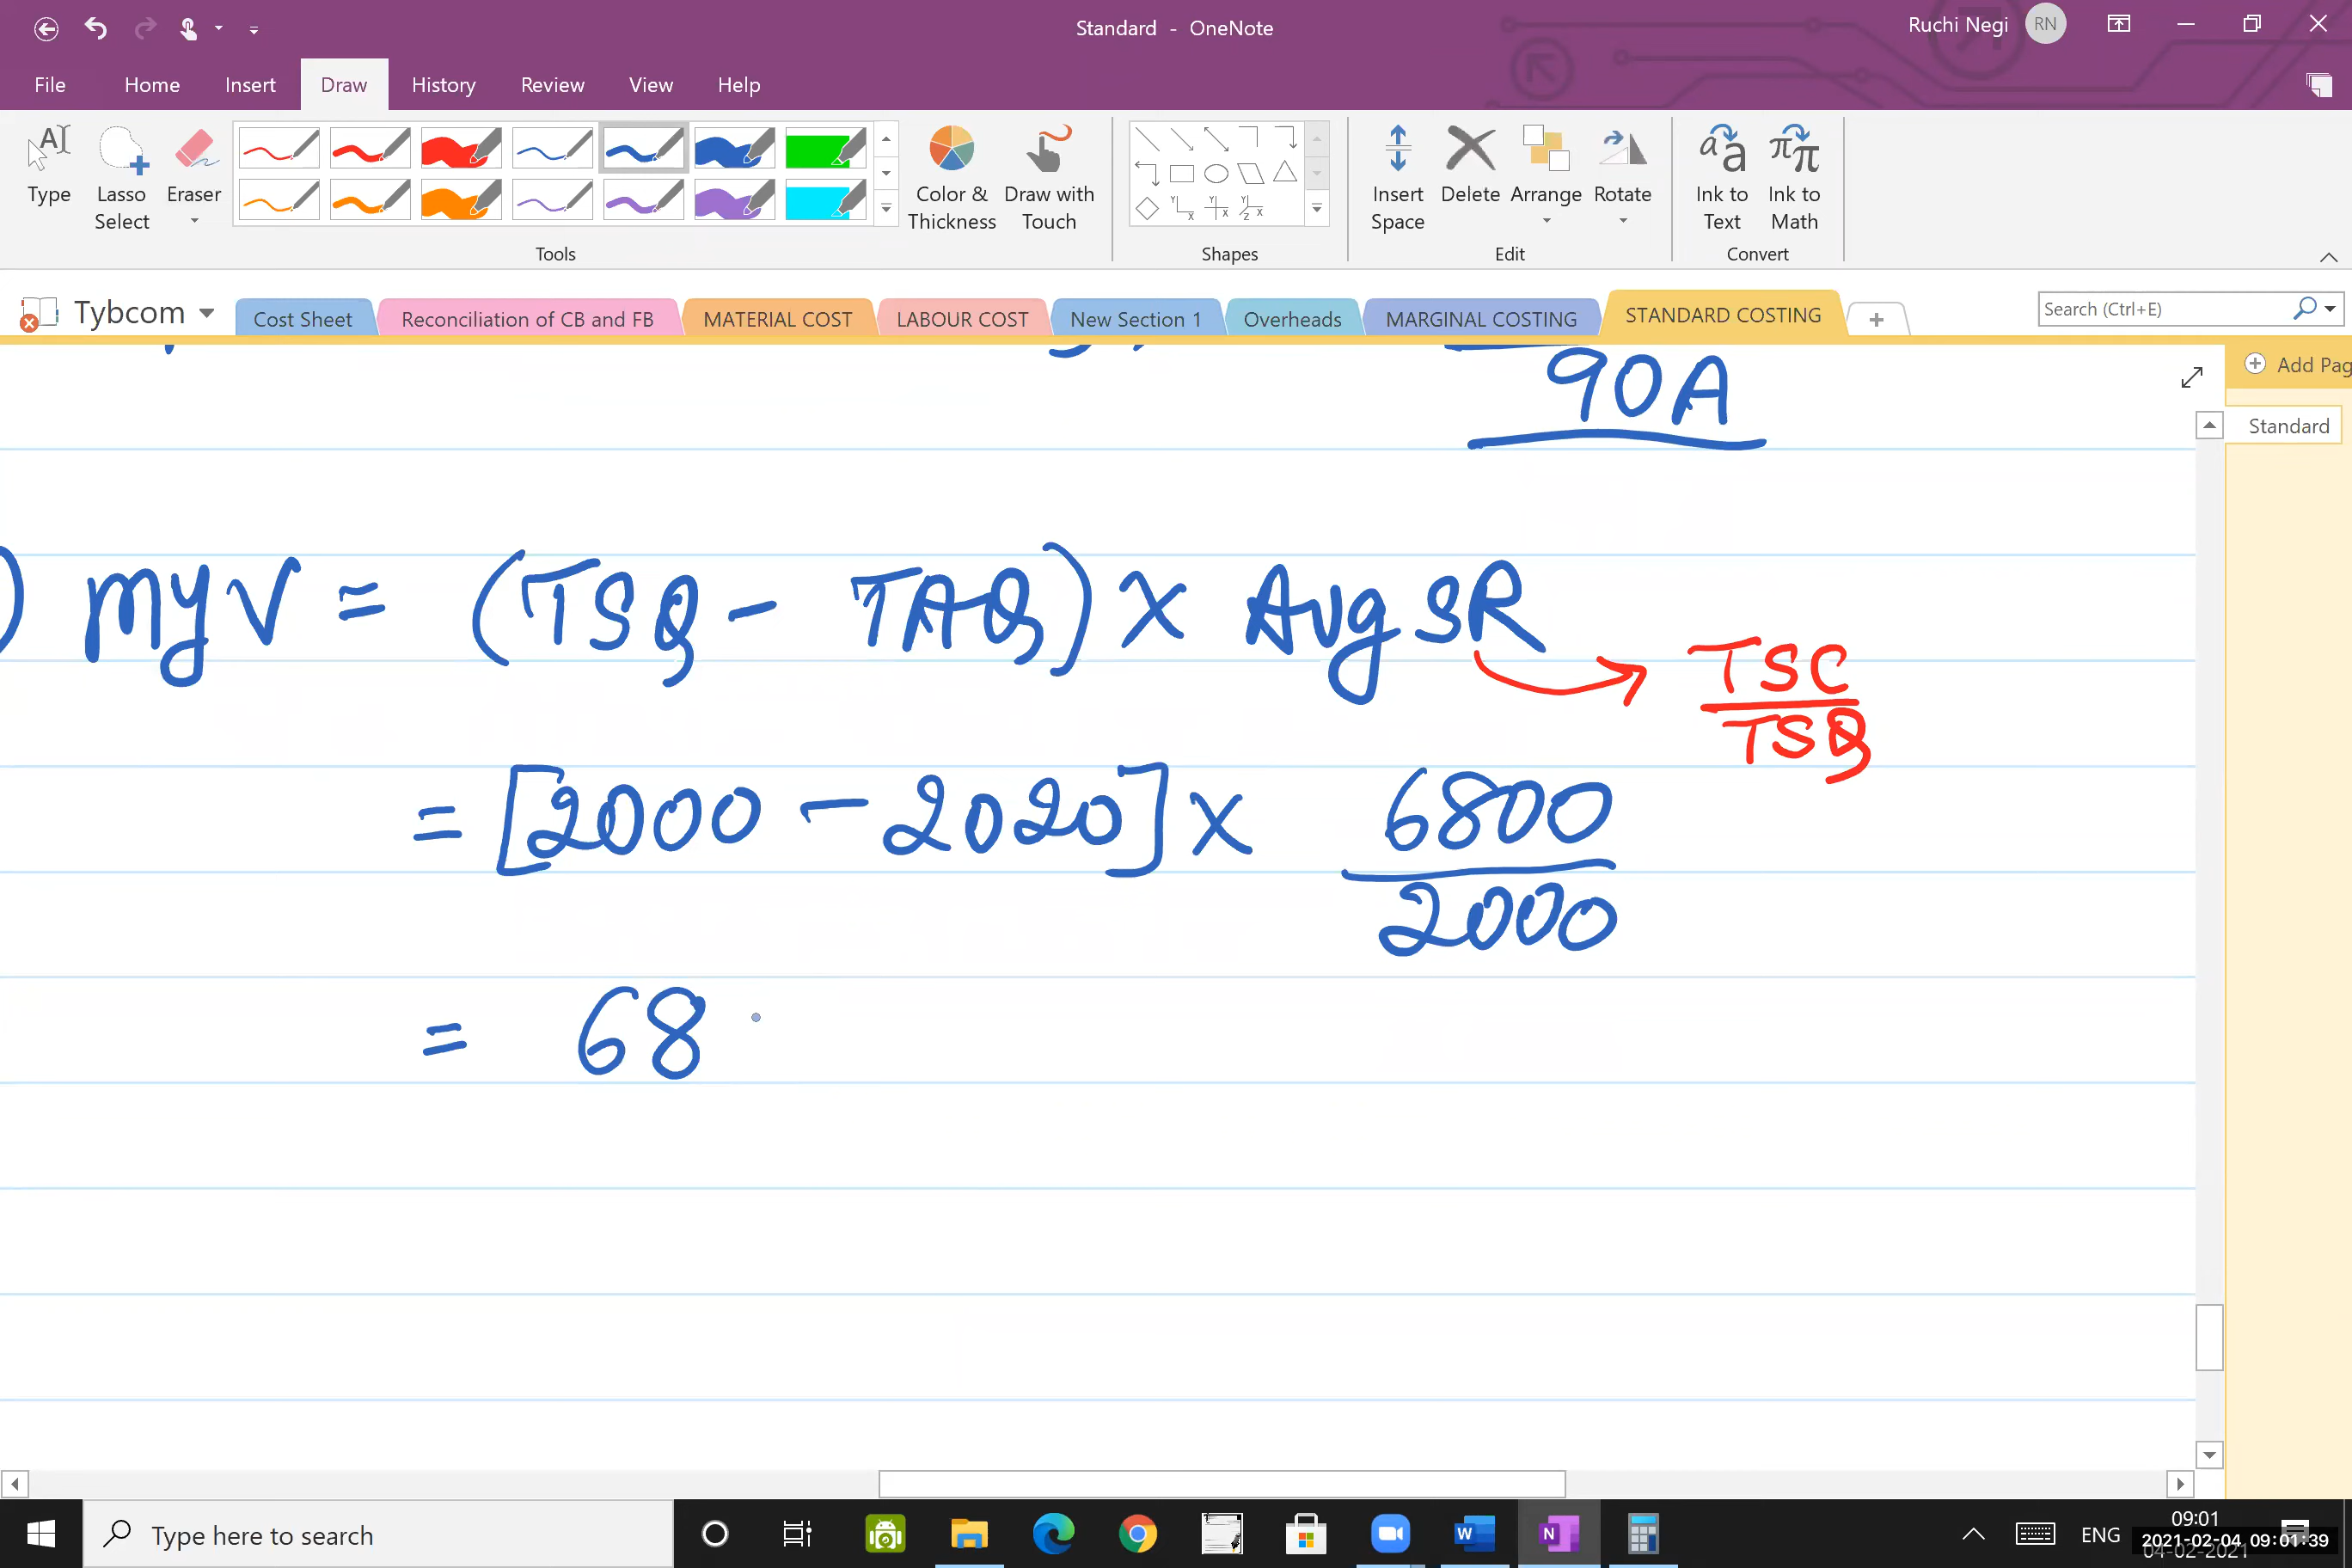 Standard - OneNote
Ruchi Negi
RN
File Home Insert Draw History Review View Help
Type
Lasso Select
Eraser
Color & Thickness
Draw with Touch
Insert Space
Delete
Arrange
Rotate
Ink to Text
Ink to Math
Tools
Shapes
Edit
Convert
Tybcom
Cost Sheet
Reconciliation of CB and FB
MATERIAL COST
LABOUR COST
New Section 1
Overheads
MARGINAL COSTING
STANDARD COSTING
Search (Ctrl+E)
Add Pag
Standard
90A
) myV = (TSQ - TAQ) X Avg SR
TSC
TSQ
= [2000 - 2020] X 6800
2000
= 68
Type here to search
ENG
09:01
04-02-2021
2021-02-04 09:01:39